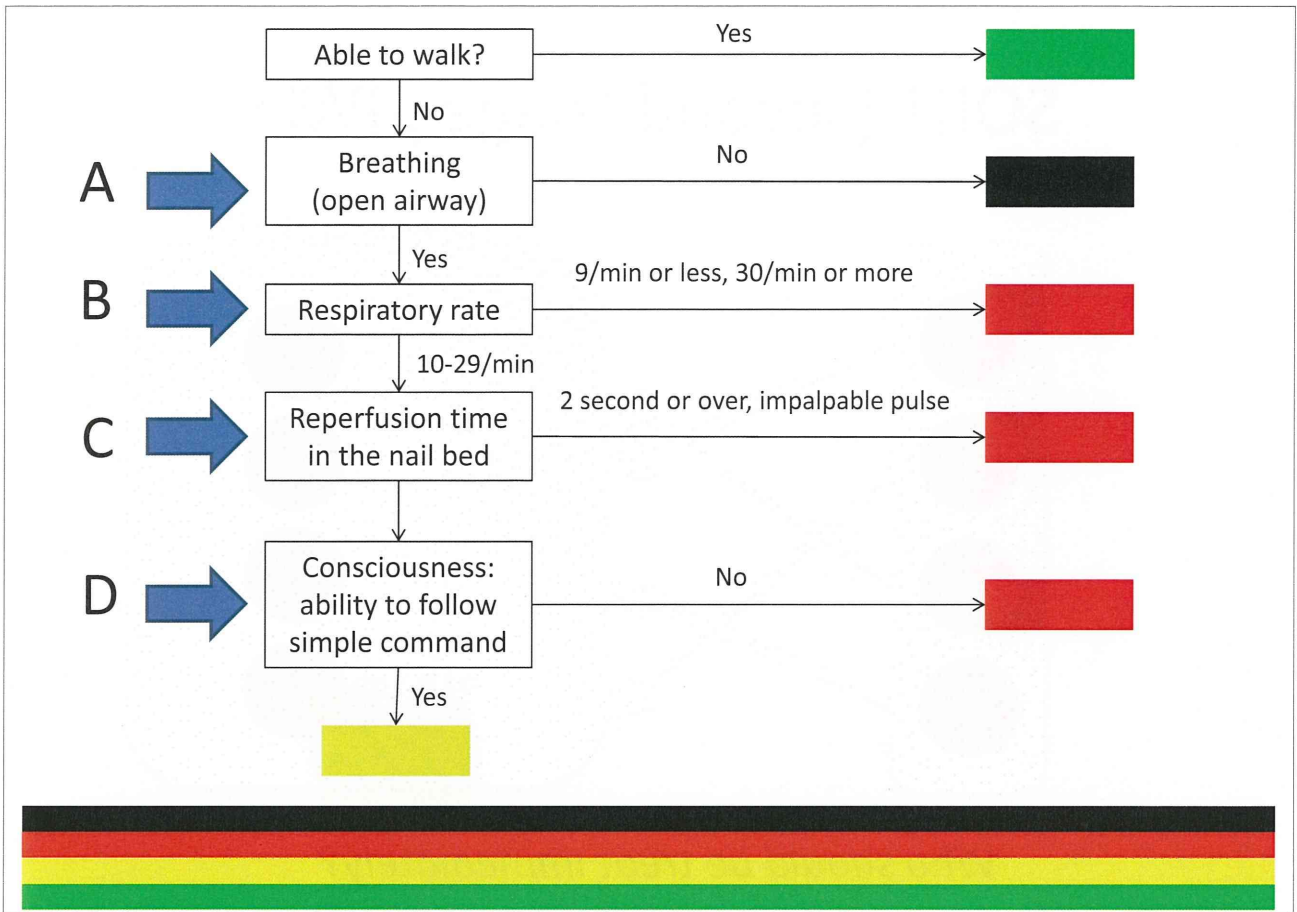 Able to walk?
Yes
No
A
Breathing
(open airway)
No
Yes
B
Respiratory rate
9/min or less, 30/min or more
10-29/min
C
Reperfusion time
in the nail bed
2 second or over, impalpable pulse
D
Consciousness:
ability to follow
simple command
No
Yes